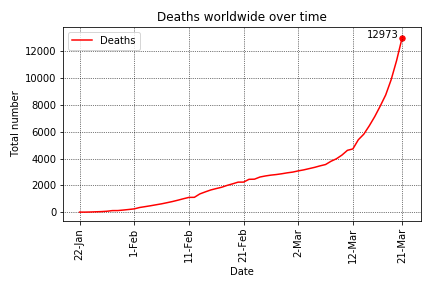 Deaths worldwide over time
Deaths
12973
Total number
12000
10000
8000
6000
4000
2000
0
22-Jan
1-Feb
11-Feb
21-Feb
2-Mar
12-Mar
21-Mar
Date